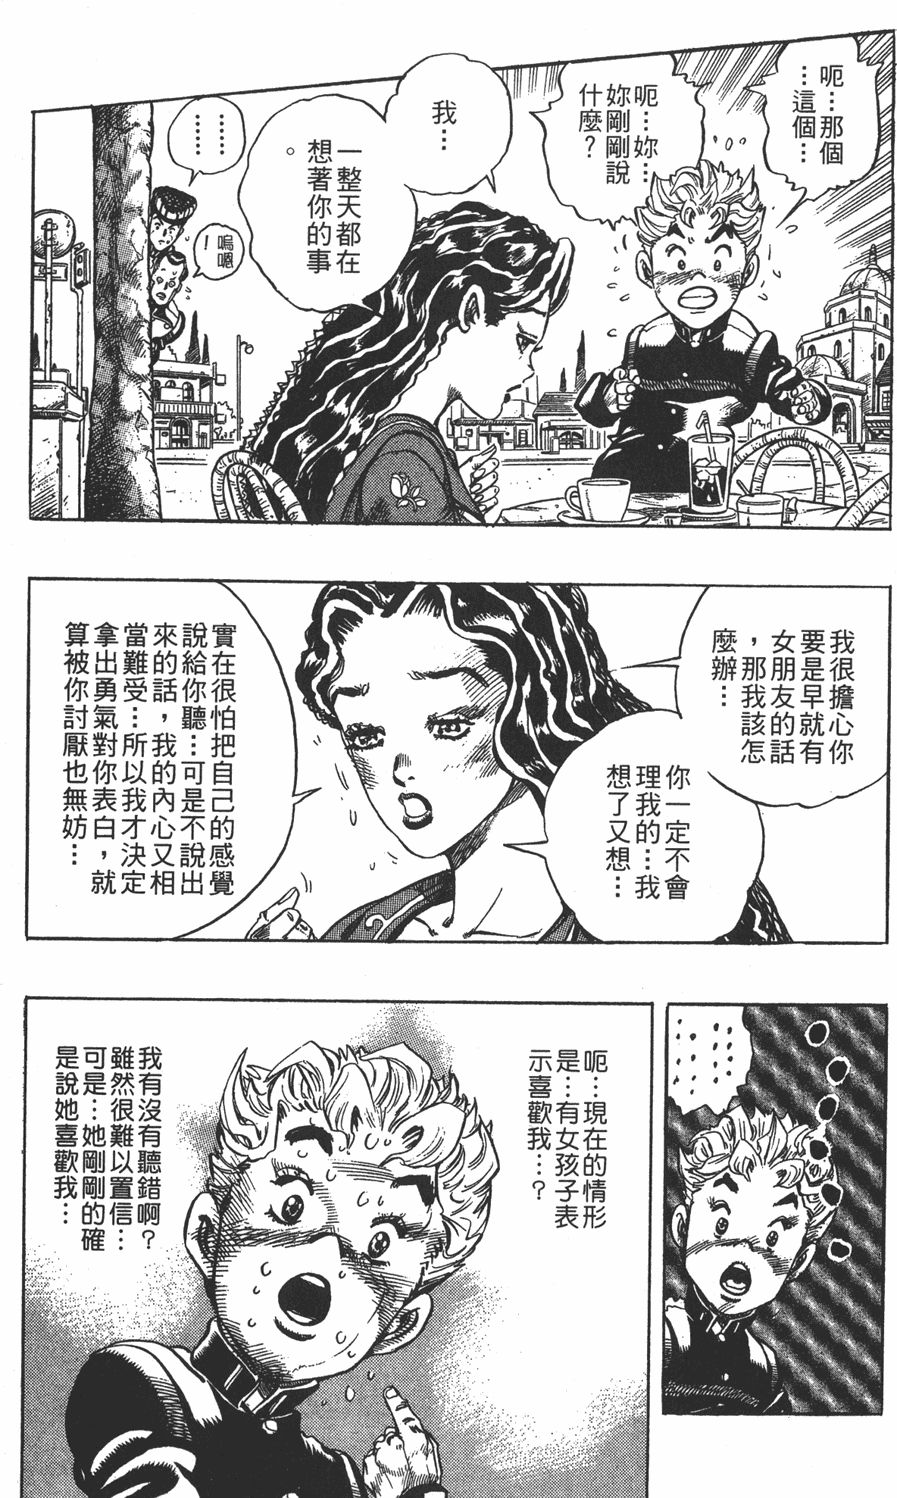 呃…那個
…這個…
呃…妳…
妳剛剛說
什麼?
我…
一整天都在
想著你的事
。
………
………
嗚嗯
!
我很擔心你
要是早就有
女朋友的話
，那我該怎
麼辦…
你一定不會
理我的…我
想了又想…
實在很怕把自己的感覺
說給你聽…可是不說出
來的話，我的內心又相
當難受…所以我才決定
拿出勇氣對你表白，就
算被你討厭也無妨…
………
………
呃…現在的情形
是…有女孩子表
示喜歡我…?
我有沒有聽錯啊?
雖然很難以置信…
可是…她剛剛的確
是說她喜歡我…